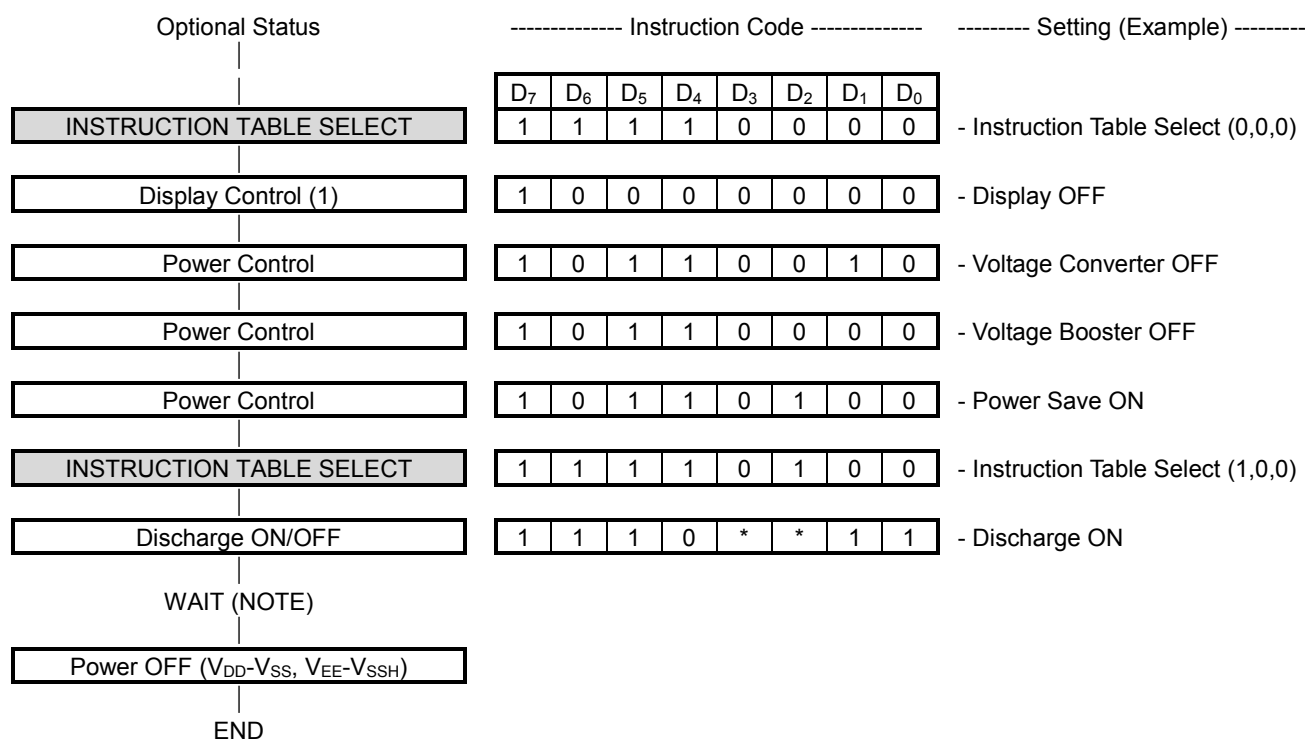 Optional Status -------------- Instruction Code -------------- --------- Setting (Example) ---------
D7 D6 D5 D4 D3 D2 D1 D0
INSTRUCTION TABLE SELECT 1 1 1 1 0 0 0 0 - Instruction Table Select (0,0,0)
Display Control (1) 1 0 0 0 0 0 0 0 - Display OFF
Power Control 1 0 1 1 0 0 1 0 - Voltage Converter OFF
Power Control 1 0 1 1 0 0 0 0 - Voltage Booster OFF
Power Control 1 0 1 1 0 1 0 0 - Power Save ON
INSTRUCTION TABLE SELECT 1 1 1 1 0 1 0 0 - Instruction Table Select (1,0,0)
Discharge ON/OFF 1 1 1 0 * * 1 1 - Discharge ON
WAIT (NOTE)
Power OFF (VDD-VSS, VEE-VSSH)
END